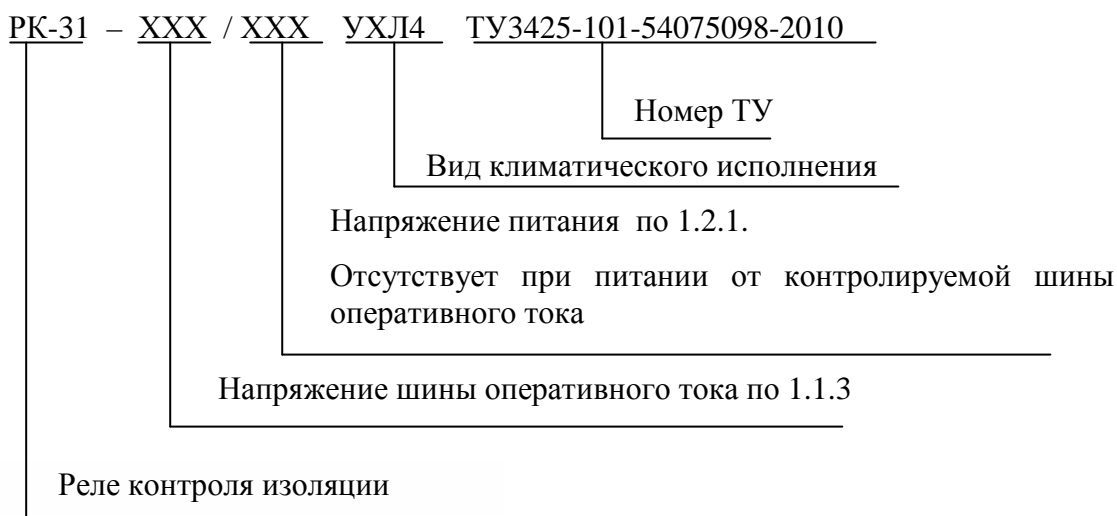 РК-31 – ХХХ / ХХХ УХЛ4 ТУ3425-101-54075098-2010
Номер ТУ
Вид климатического исполнения
Напряжение питания по 1.2.1.
Отсутствует при питании от контролируемой шины
оперативного тока
Напряжение шины оперативного тока по 1.1.3
Реле контроля изоляции